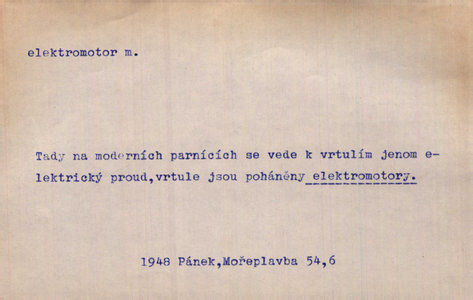 elektromotor m.
Tady na moderních parnících se vede k vrtulím jenom e-
lektrický proud,vrtule jsou poháněny elektromotory.
1948 Pánek,Mořeplavba 54,6